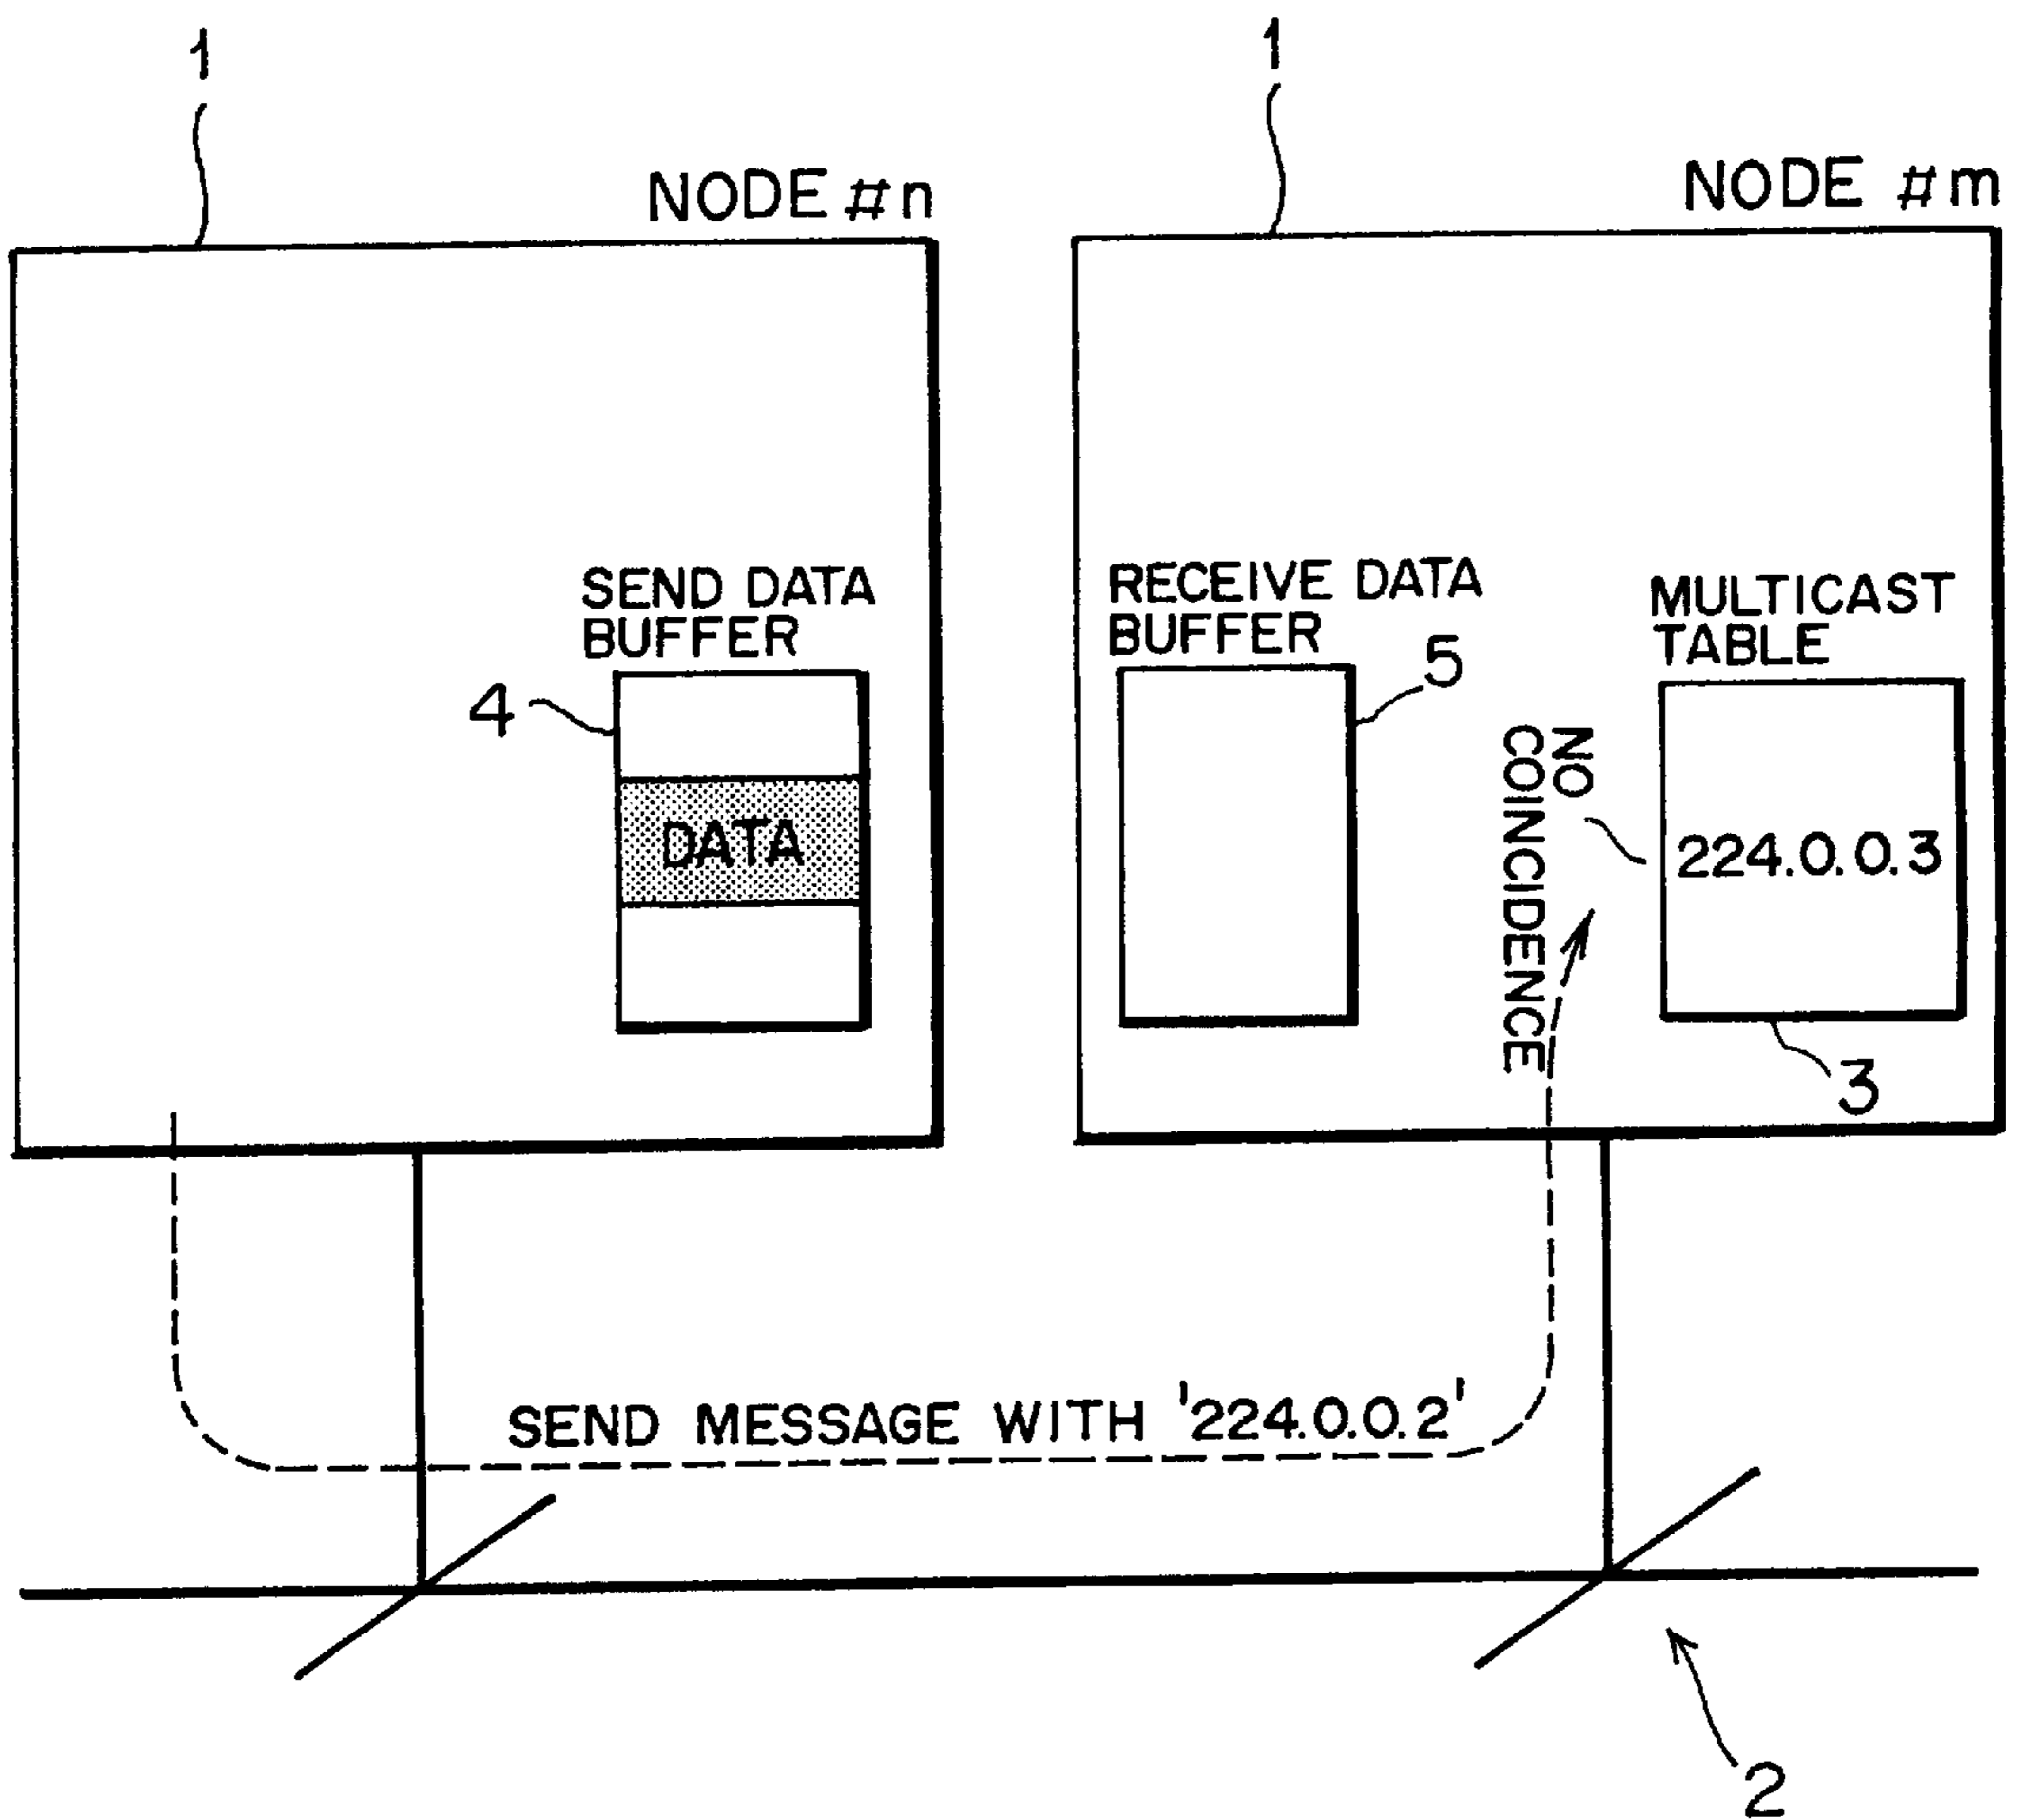 1
1
NODE #n
NODE #m
SEND DATA
BUFFER
4
DATA
RECEIVE DATA
BUFFER
5
NO
COINCIDENCE
MULTICAST
TABLE
224.0.0.3
3
SEND MESSAGE WITH '224.0.0.2'
2